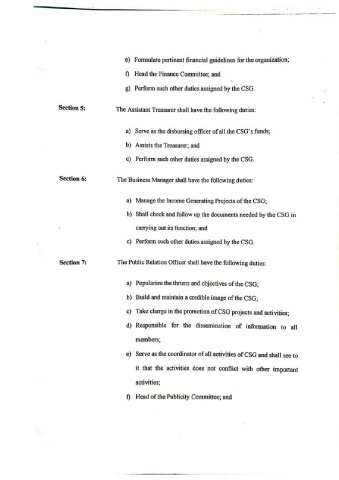 e) Formulate pertinent financial guidelines for the organization;
f) Head the Finance Committee; and
g) Perform such other duties assigned by the CSG.
Section 5: The Assistant Treasurer shall have the following duties:
a) Serve as the disbursing officer of all the CSG's funds;
b) Assists the Treasurer; and
c) Perform such other duties assigned by the CSG.
Section 6: The Business Manager shall have the following duties:
a) Manage the Income Generating Projects of the CSG;
b) Shall check and follow up the documents needed by the CSG in
carrying out its function; and
c) Perform such other duties assigned by the CSG.
Section 7: The Public Relation Officer shall have the following duties:
a) Popularize the thrusts and objectives of the CSG;
b) Build and maintain a credible image of the CSG;
c) Take charge in the promotion of CSG projects and activities;
d) Responsible for the dissemination of information to all
members;
e) Serve as the coordinator of all activities of CSG and shall see to
it that the activities does not conflict with other important
activities;
f) Head of the Publicity Committee; and